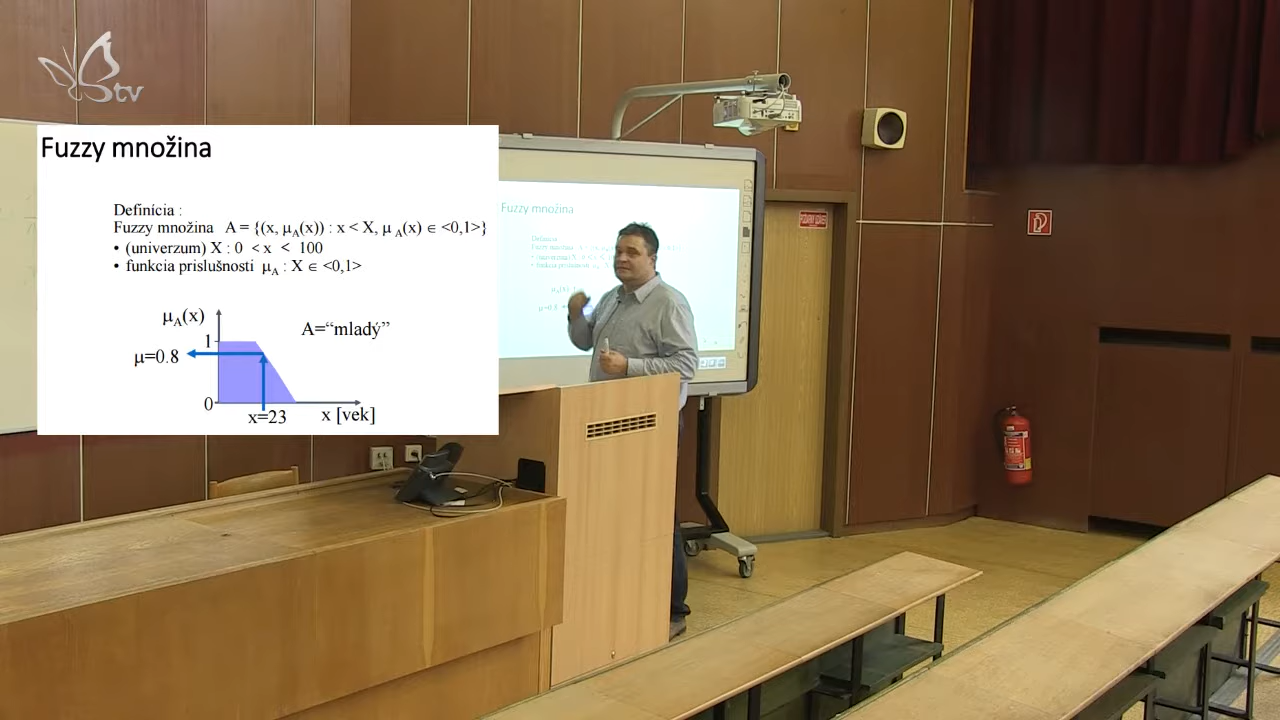 tv
Fuzzy množina
Definícia :
Fuzzy množina A = {(x, μA(x)) : x < X, μ A(x) ∈ <0,1>}
• (univerzum) X : 0 < x < 100
• funkcia príslušnosti μA : X ∈ <0,1>
μA(x)
A=“mladý”
1
μ=0.8
0
x=23
x [vek]
Fuzzy množina